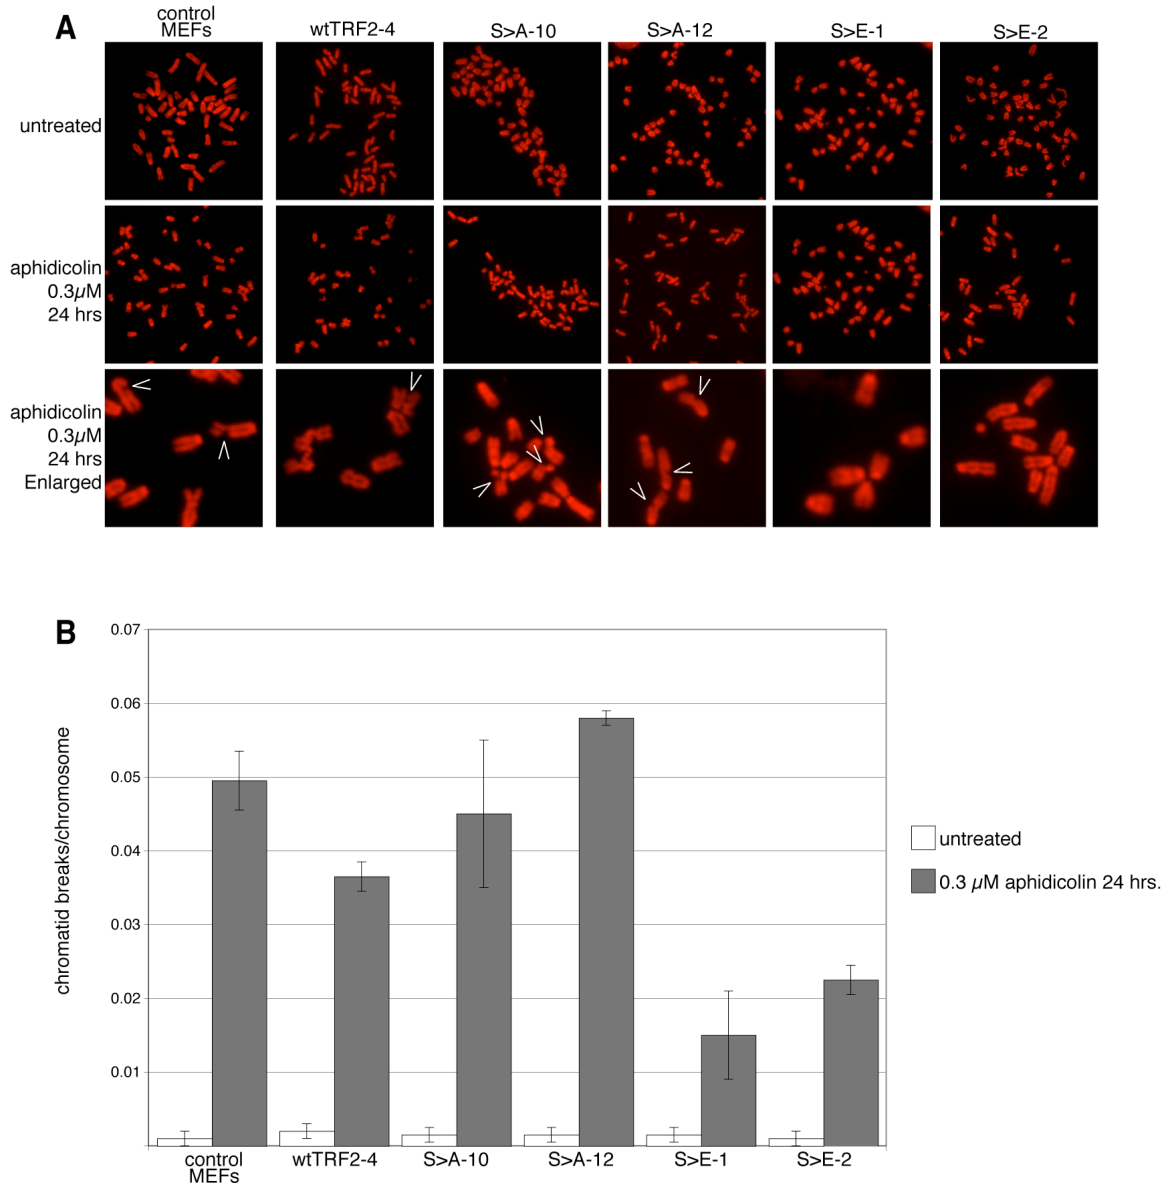 A
control
MEFs
wtTRF2-4
S>A-10
S>A-12
S>E-1
S>E-2
untreated
aphidicolin
0.3µM
24 hrs
aphidicolin
0.3µM
24 hrs
Enlarged
B
chromatid breaks/chromosome
0.07
0.06
0.05
0.04
0.03
0.02
0.01
control
MEFs
wtTRF2-4
S>A-10
S>A-12
S>E-1
S>E-2
untreated
0.3 µM aphidicolin 24 hrs.